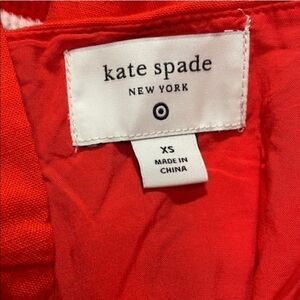 kate spade
NEW YORK
XS
MADE IN
CHINA